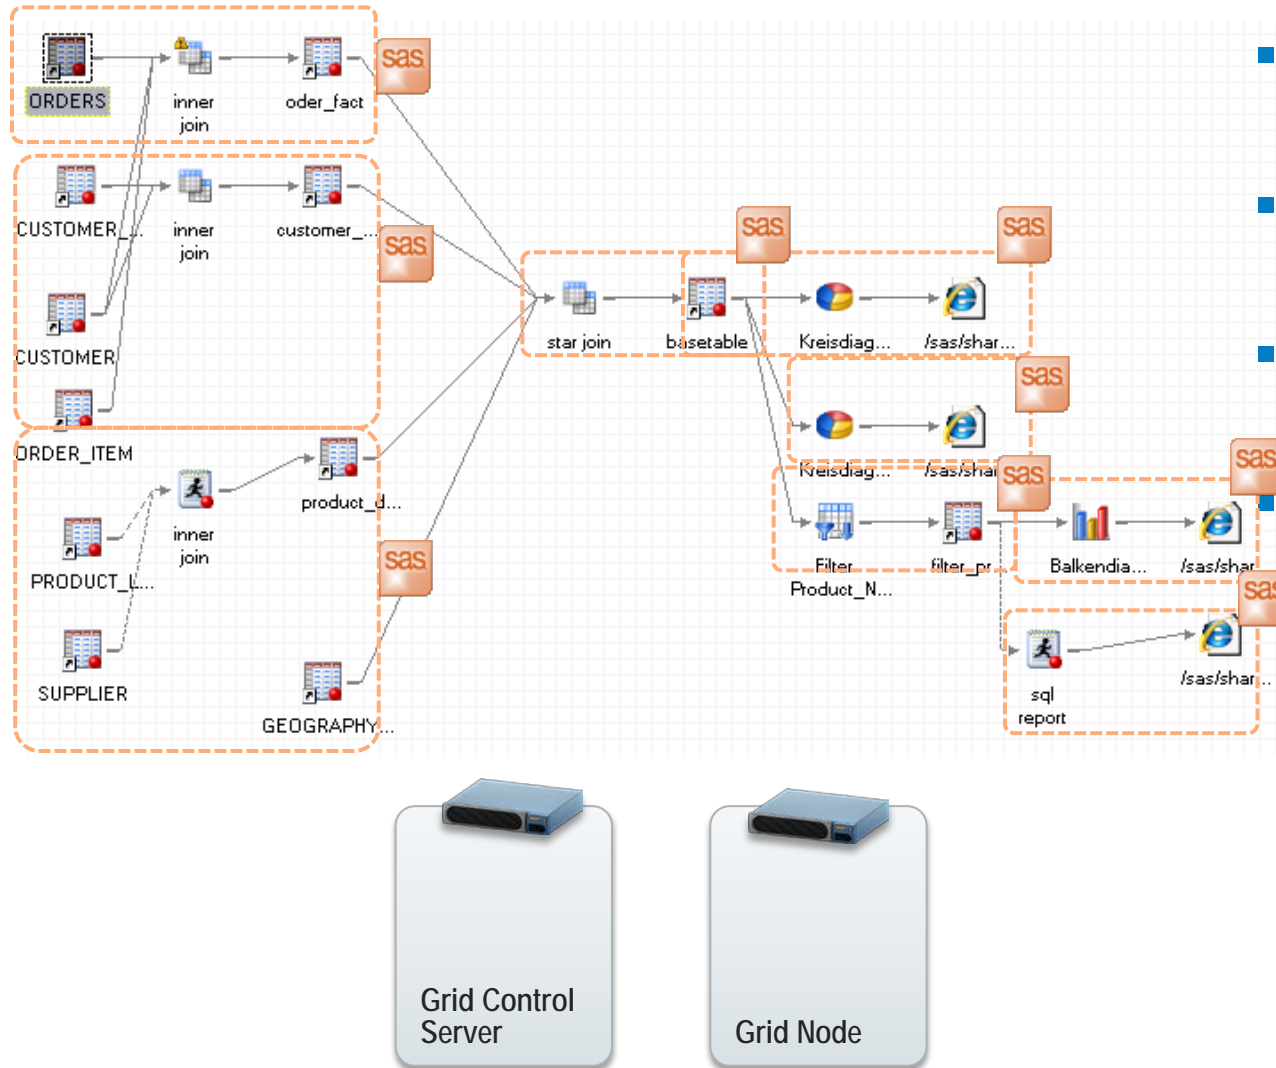 sas
ORDERS
inner
join
oder_fact
CUSTOMER_...
inner
join
customer_...
sas
sas
sas
CUSTOMER
star join
basetable
Kreisdiag...
/sas/shar...
sas
ORDER_ITEM
Kreisdiag
/sas/shar
sas
sas
product_d...
inner
join
PRODUCT_L...
Filter
Product_N...
filter_pr
Balkendia...
/sas/shar
sas
sas
SUPPLIER
GEOGRAPHY...
sql
report
/sas/shar...
Grid Control
Server
Grid Node